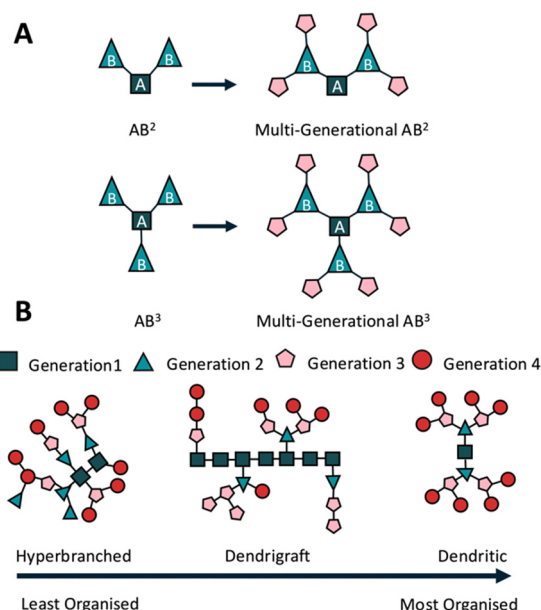 A
B B
A
AB²
B B
A
Multi-Generational AB²
B B
A
B
AB³
B B
A
B
Multi-Generational AB³
B
Generation1 Generation 2 Generation 3 Generation 4
Hyperbranched Dendrigraft Dendritic
Least Organised Most Organised